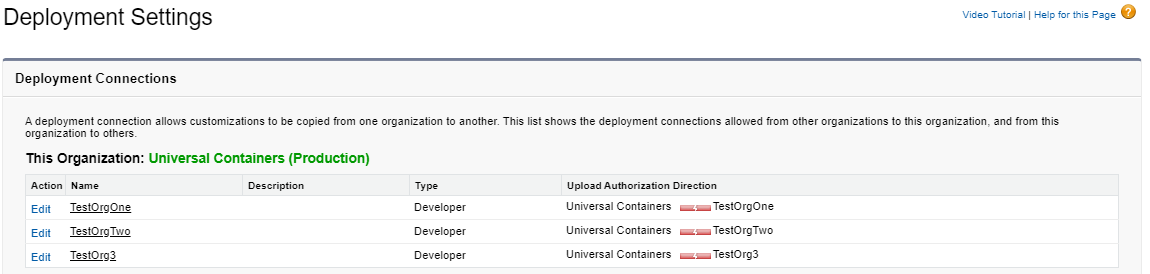 Deployment Settings
Video Tutorial | Help for this Page ?
Deployment Connections
A deployment connection allows customizations to be copied from one organization to another. This list shows the deployment connections allowed from other organizations to this organization, and from this
organization to others.
This Organization: Universal Containers (Production)
Action Name Description Type Upload Authorization Direction
Edit TestOrgOne Developer Universal Containers TestOrgOne
Edit TestOrgTwo Developer Universal Containers TestOrgTwo
Edit TestOrg3 Developer Universal Containers TestOrg3